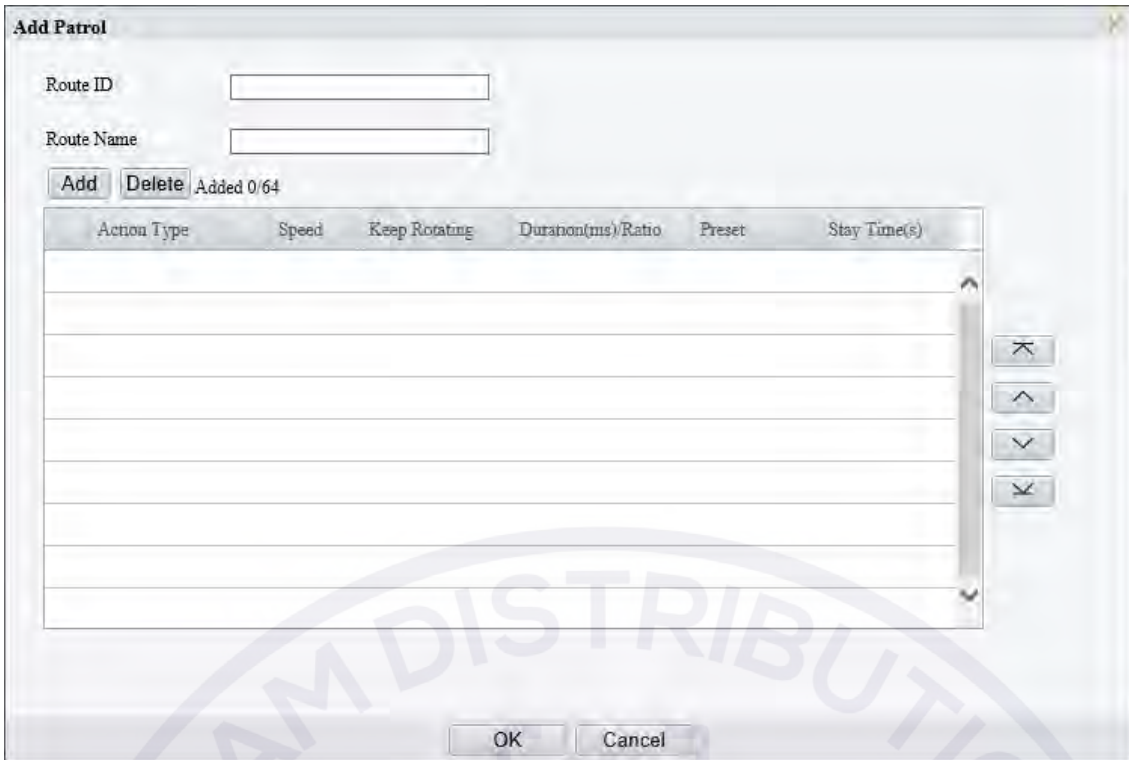 Add Patrol
Route ID
Route Name
Add Delete Added 0/64
Action Type Speed Keep Rotating Duration(ms)/Ratio Preset Stay Time(s)
OK Cancel